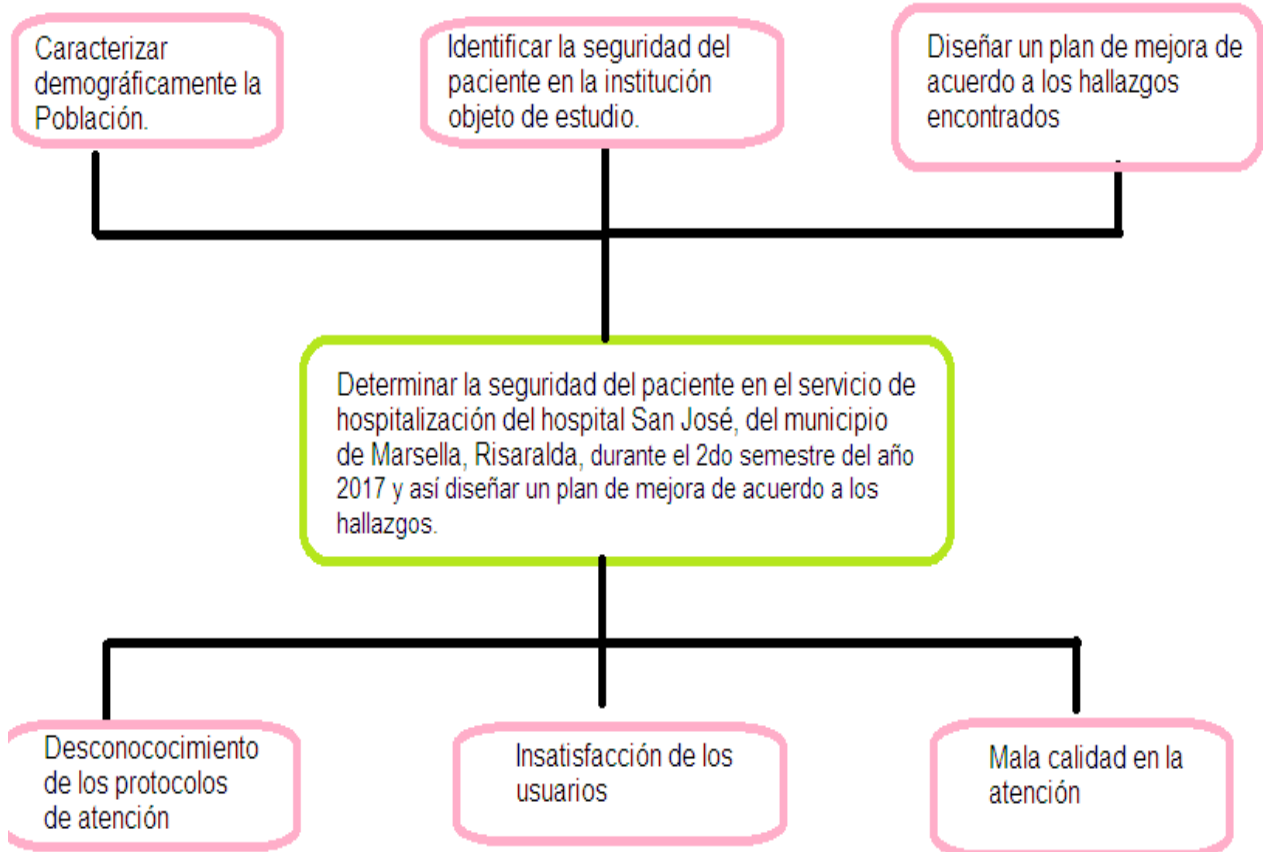 Caracterizar
demográficamente la
Población.
Identificar la seguridad del
paciente en la institución
objeto de estudio.
Diseñar un plan de mejora de
acuerdo a los hallazgos
encontrados
Determinar la seguridad del paciente en el servicio de
hospitalización del hospital San José, del municipio
de Marsella, Risaralda, durante el 2do semestre del año
2017 y así diseñar un plan de mejora de acuerdo a los
hallazgos.
Desconococimiento
de los protocolos
de atención
Insatisfacción de los
usuarios
Mala calidad en la
atención